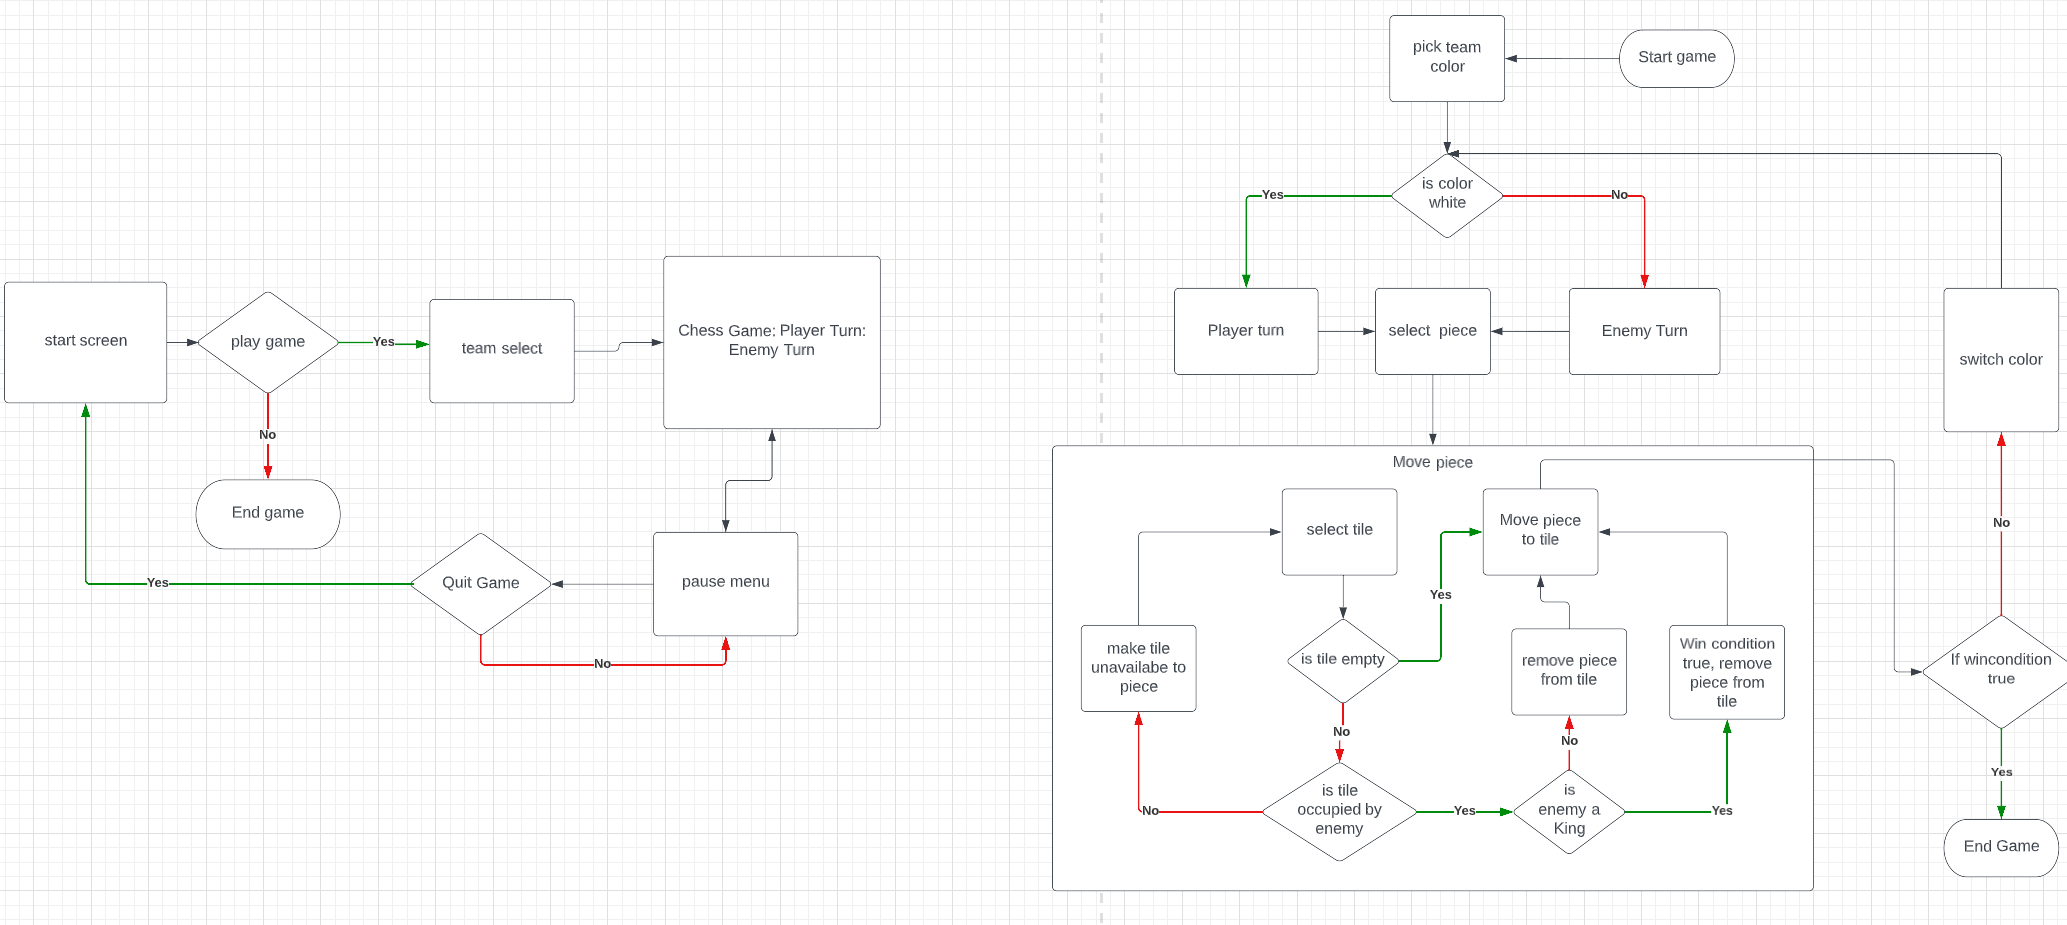 start screen
play game
Yes
team select
Chess Game: Player Turn:
Enemy Turn
No
End game
pause menu
Quit Game
Yes
No
Start game
pick team
color
is color
white
Yes
No
Player turn
select piece
Enemy Turn
switch color
Move piece
select tile
Move piece
to tile
Yes
No
make tile
unavailabe to
piece
is tile empty
remove piece
from tile
Win condition
true, remove
piece from
tile
If wincondition
true
No
No
is tile
occupied by
enemy
No
Yes
is
enemy a
King
Yes
Yes
End Game